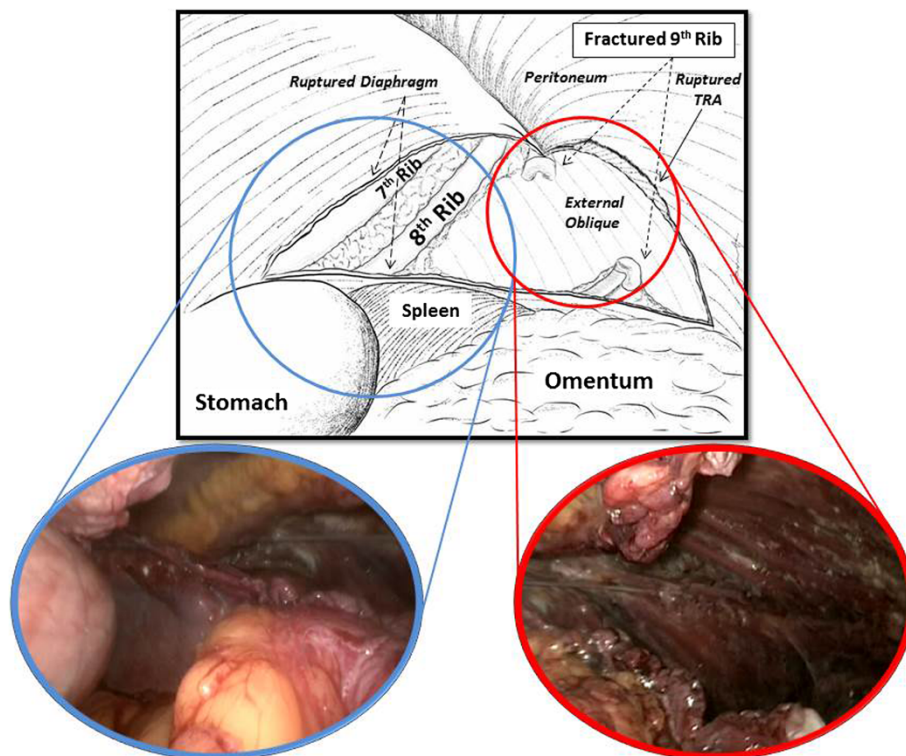 Fractured 9th Rib
Ruptured Diaphragm
Peritoneum
Ruptured
TRA
7th Rib
8th Rib
External
Oblique
Spleen
Stomach
Omentum